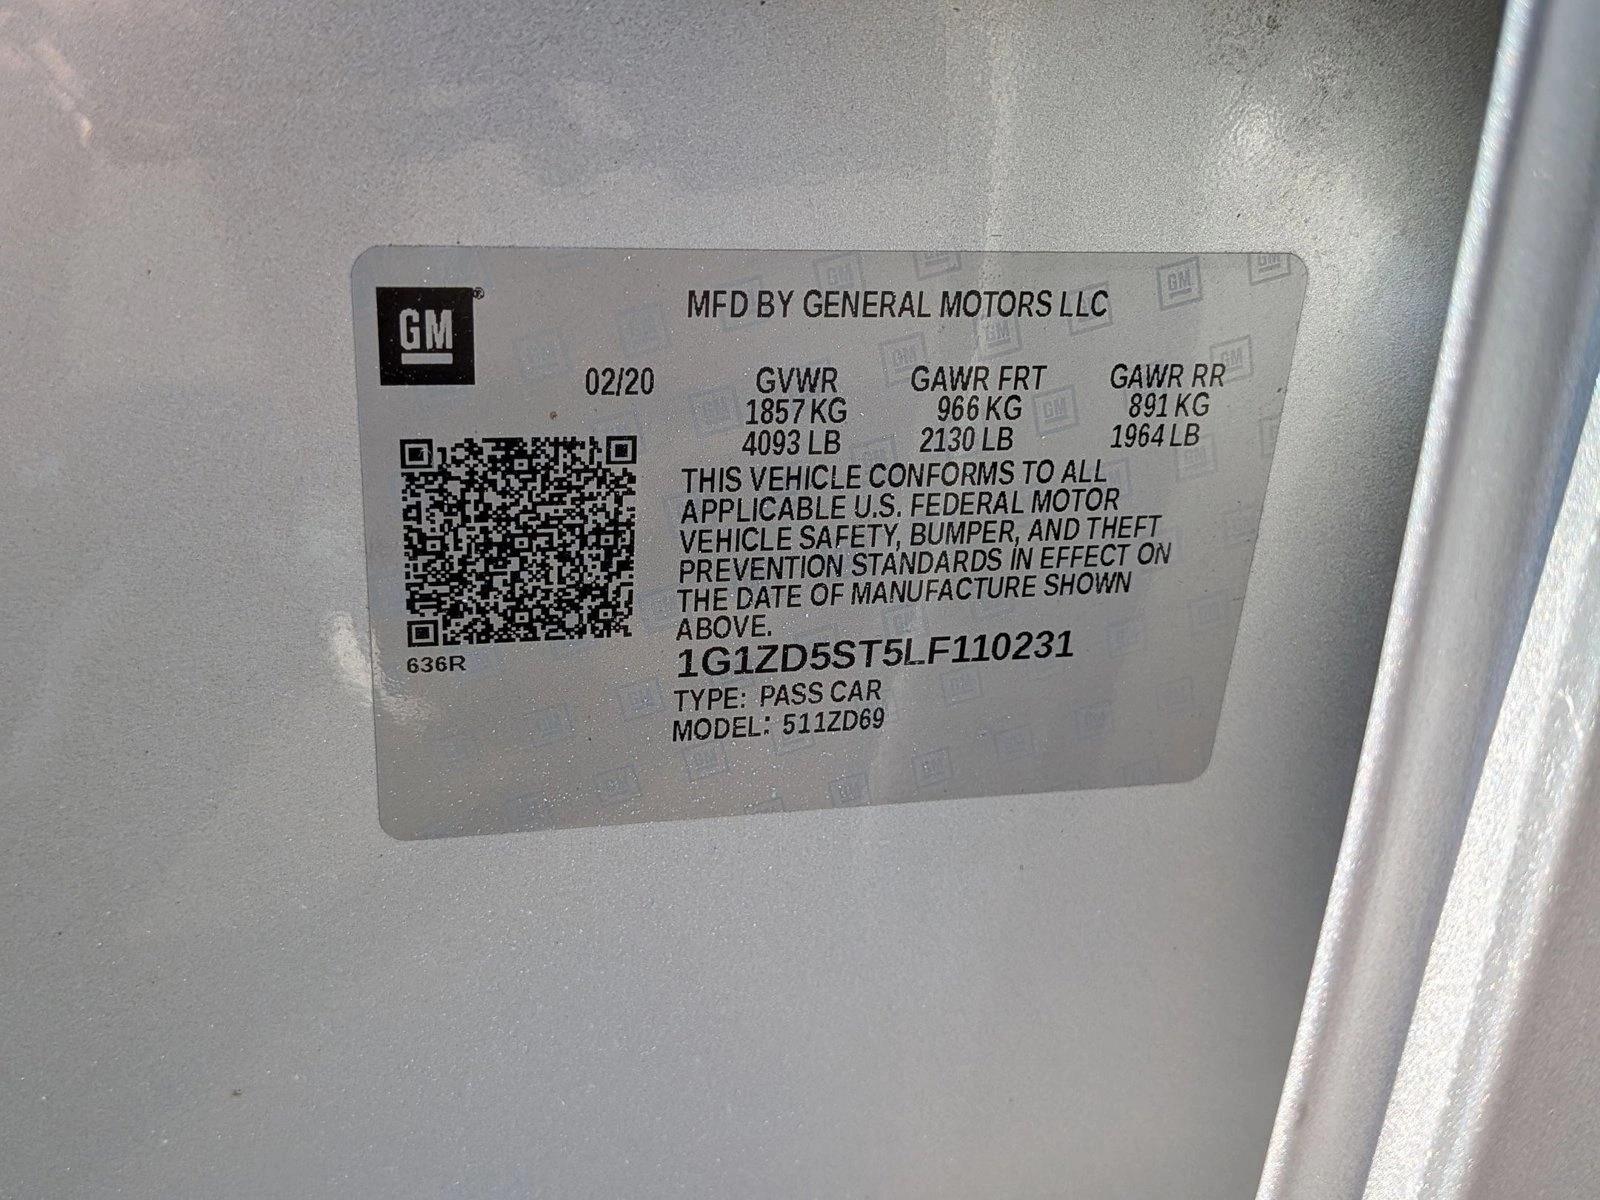 GM®
MFD BY GENERAL MOTORS LLC
02/20 GVWR GAWR FRT GAWR RR
1857 KG 966 KG 891 KG
4093 LB 2130 LB 1964 LB
THIS VEHICLE CONFORMS TO ALL
APPLICABLE U.S. FEDERAL MOTOR
VEHICLE SAFETY, BUMPER, AND THEFT
PREVENTION STANDARDS IN EFFECT ON
THE DATE OF MANUFACTURE SHOWN
ABOVE.
636R
1G1ZD5ST5LF110231
TYPE: PASS CAR
MODEL: 511ZD69